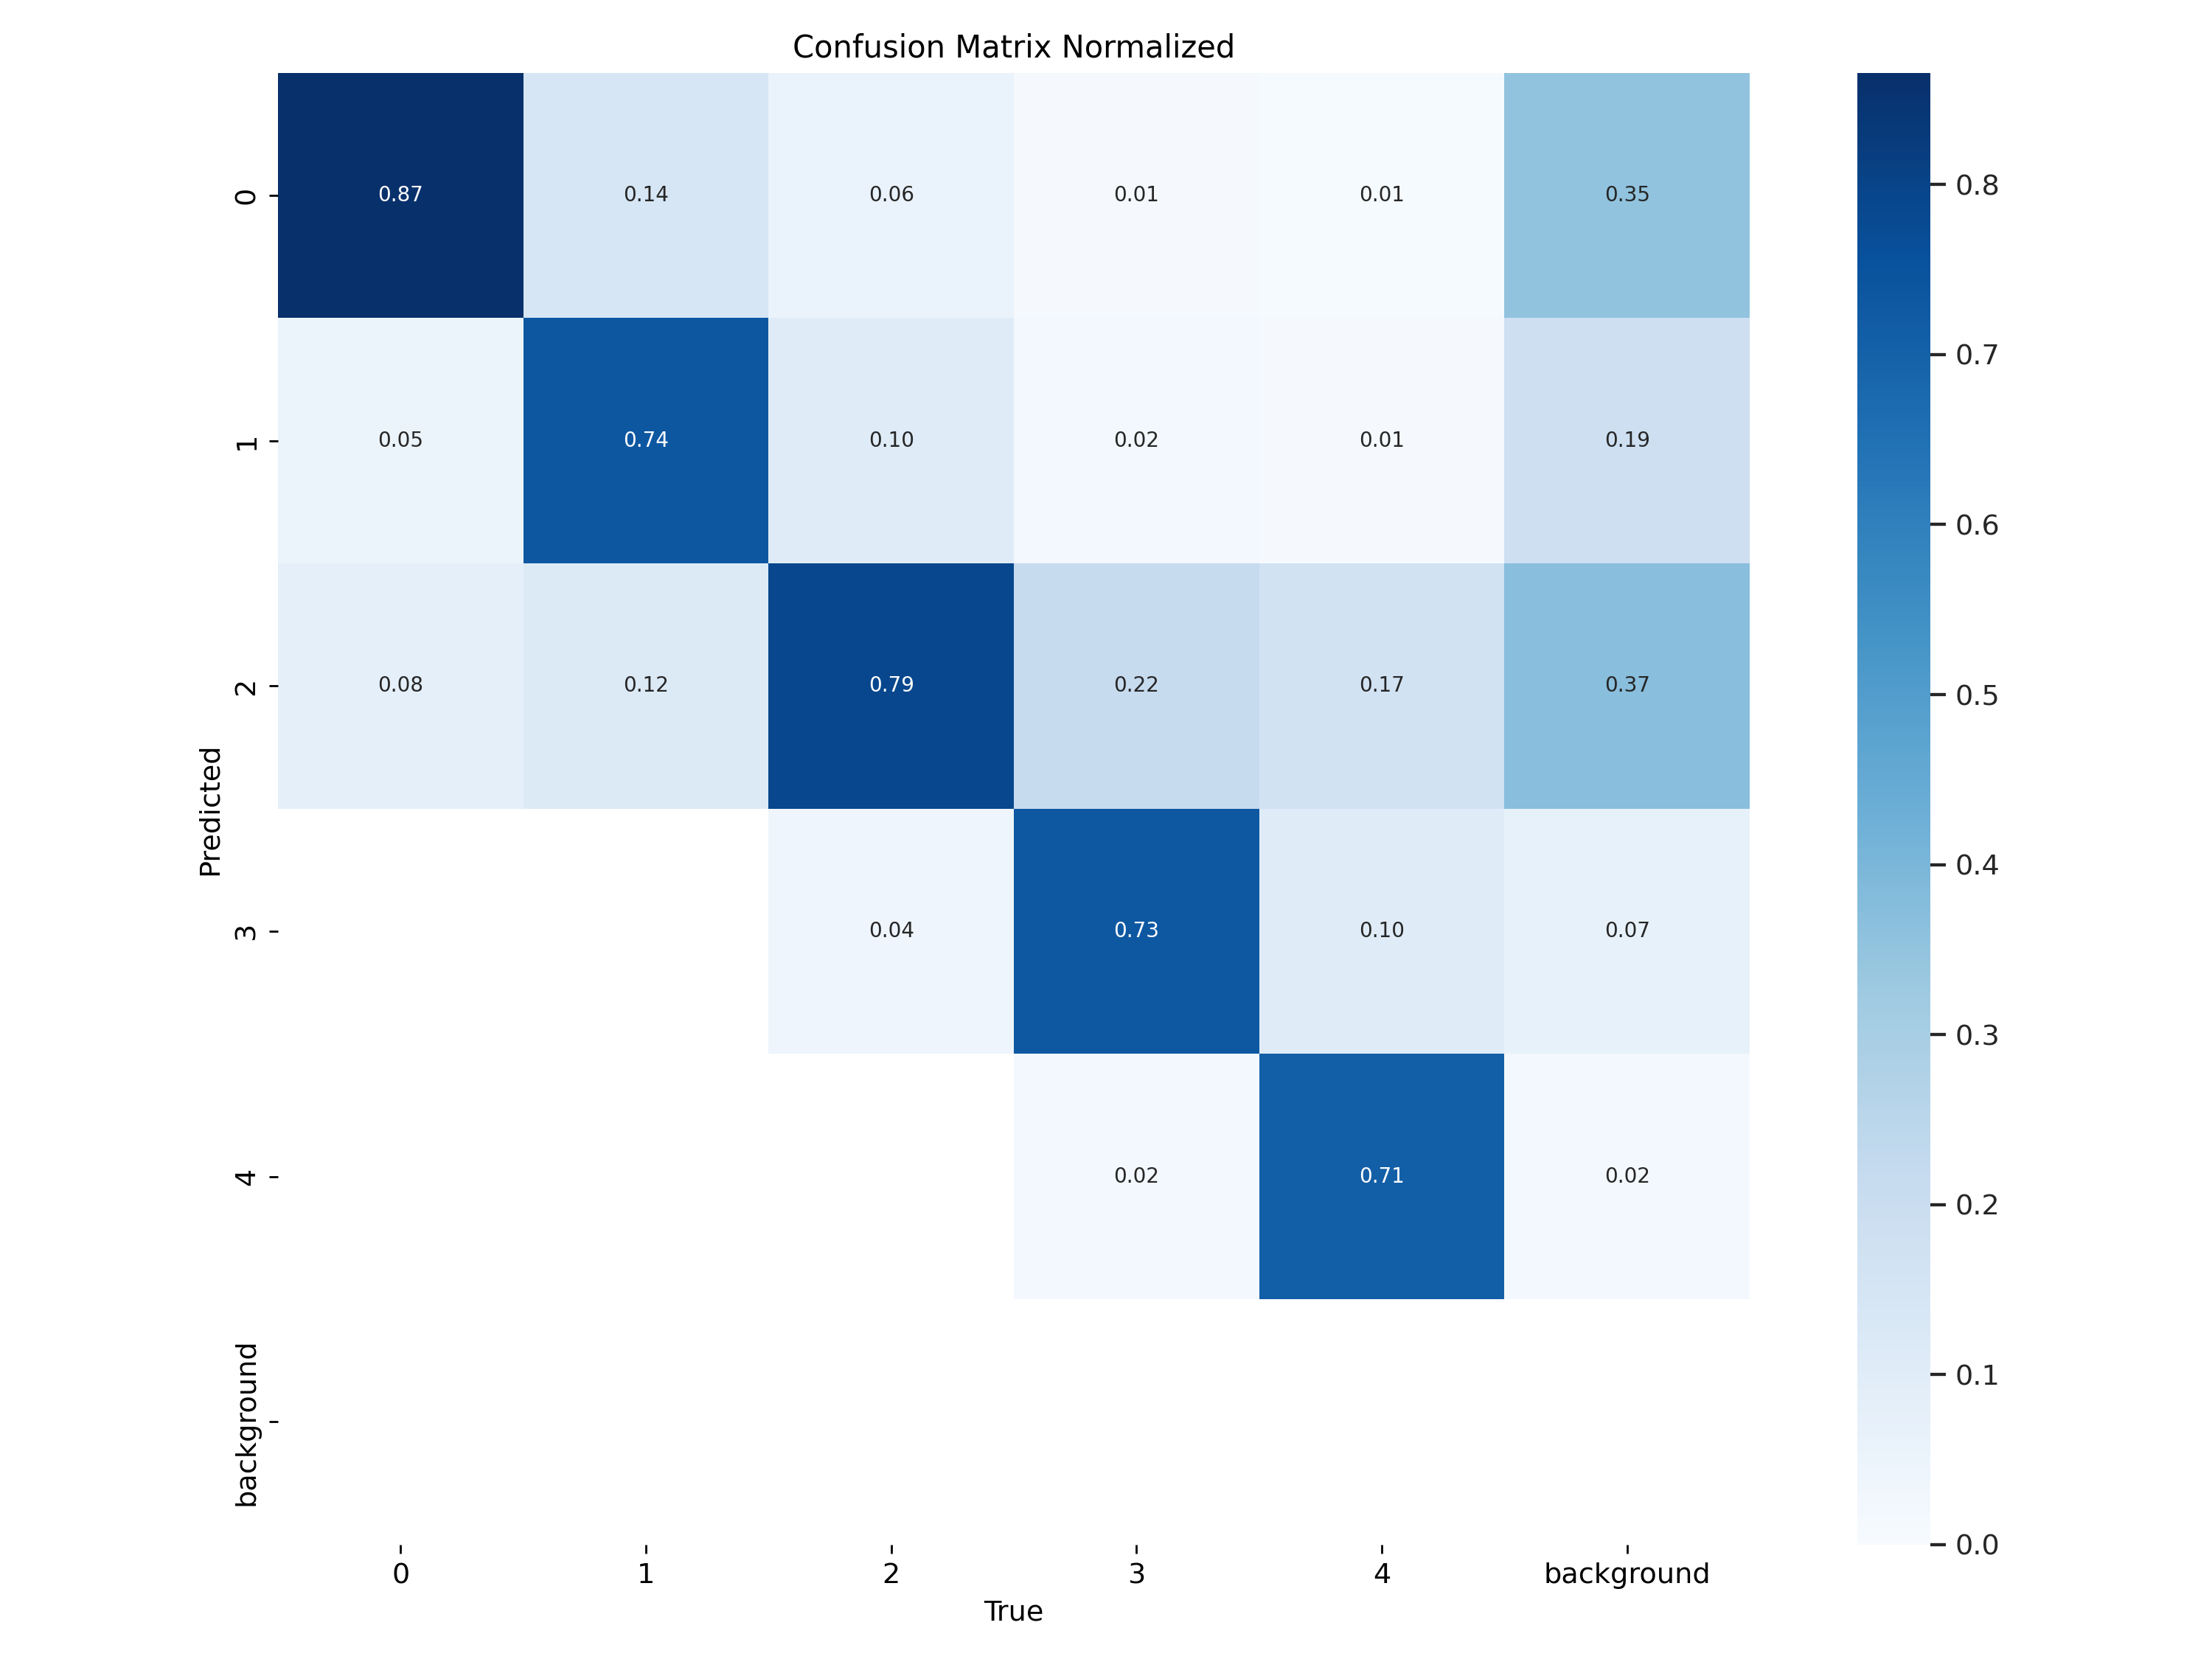 Confusion Matrix Normalized
0 0.87 0.14 0.06 0.01 0.01 0.35
1 0.05 0.74 0.10 0.02 0.01 0.19
2 0.08 0.12 0.79 0.22 0.17 0.37
3 0.04 0.73 0.10 0.07
4 0.02 0.71 0.02
background
Predicted
0 1 2 3 4 background
True
0.8
0.7
0.6
0.5
0.4
0.3
0.2
0.1
0.0